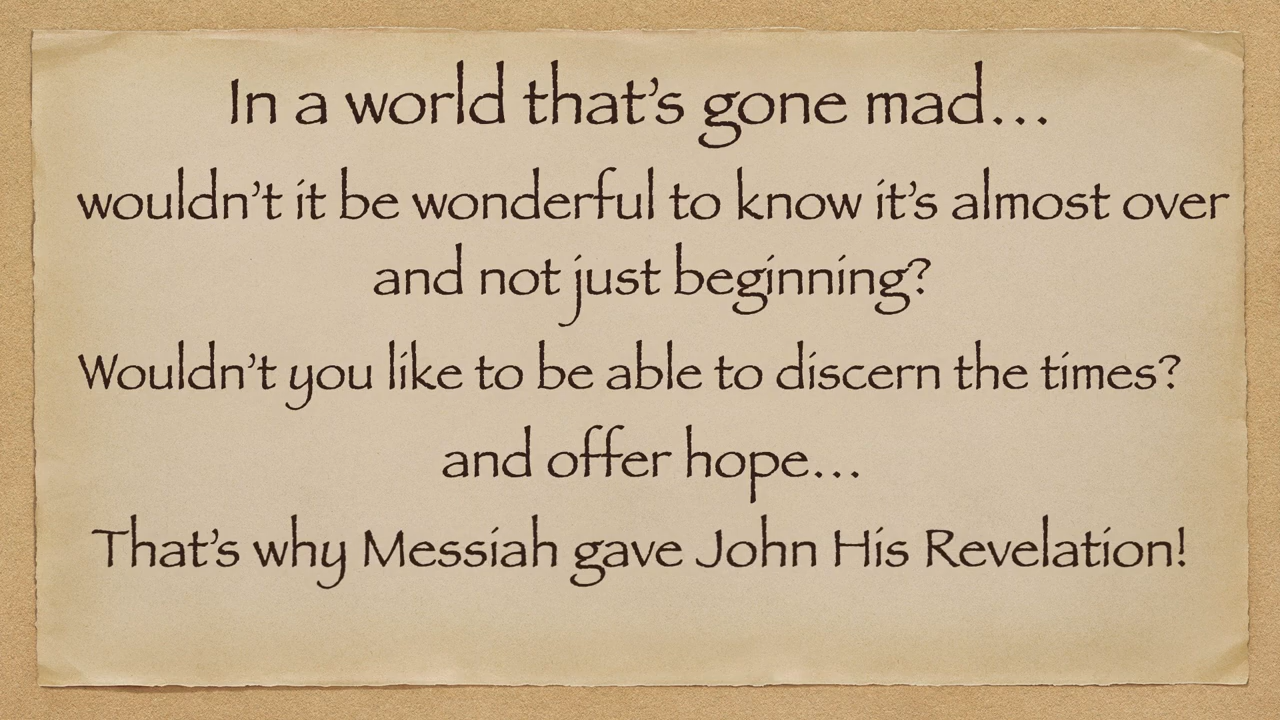 In a world that’s gone mad…
wouldn’t it be wonderful to know it’s almost over
and not just beginning?
Wouldn’t you like to be able to discern the times?
and offer hope…
That’s why Messiah gave John His Revelation!